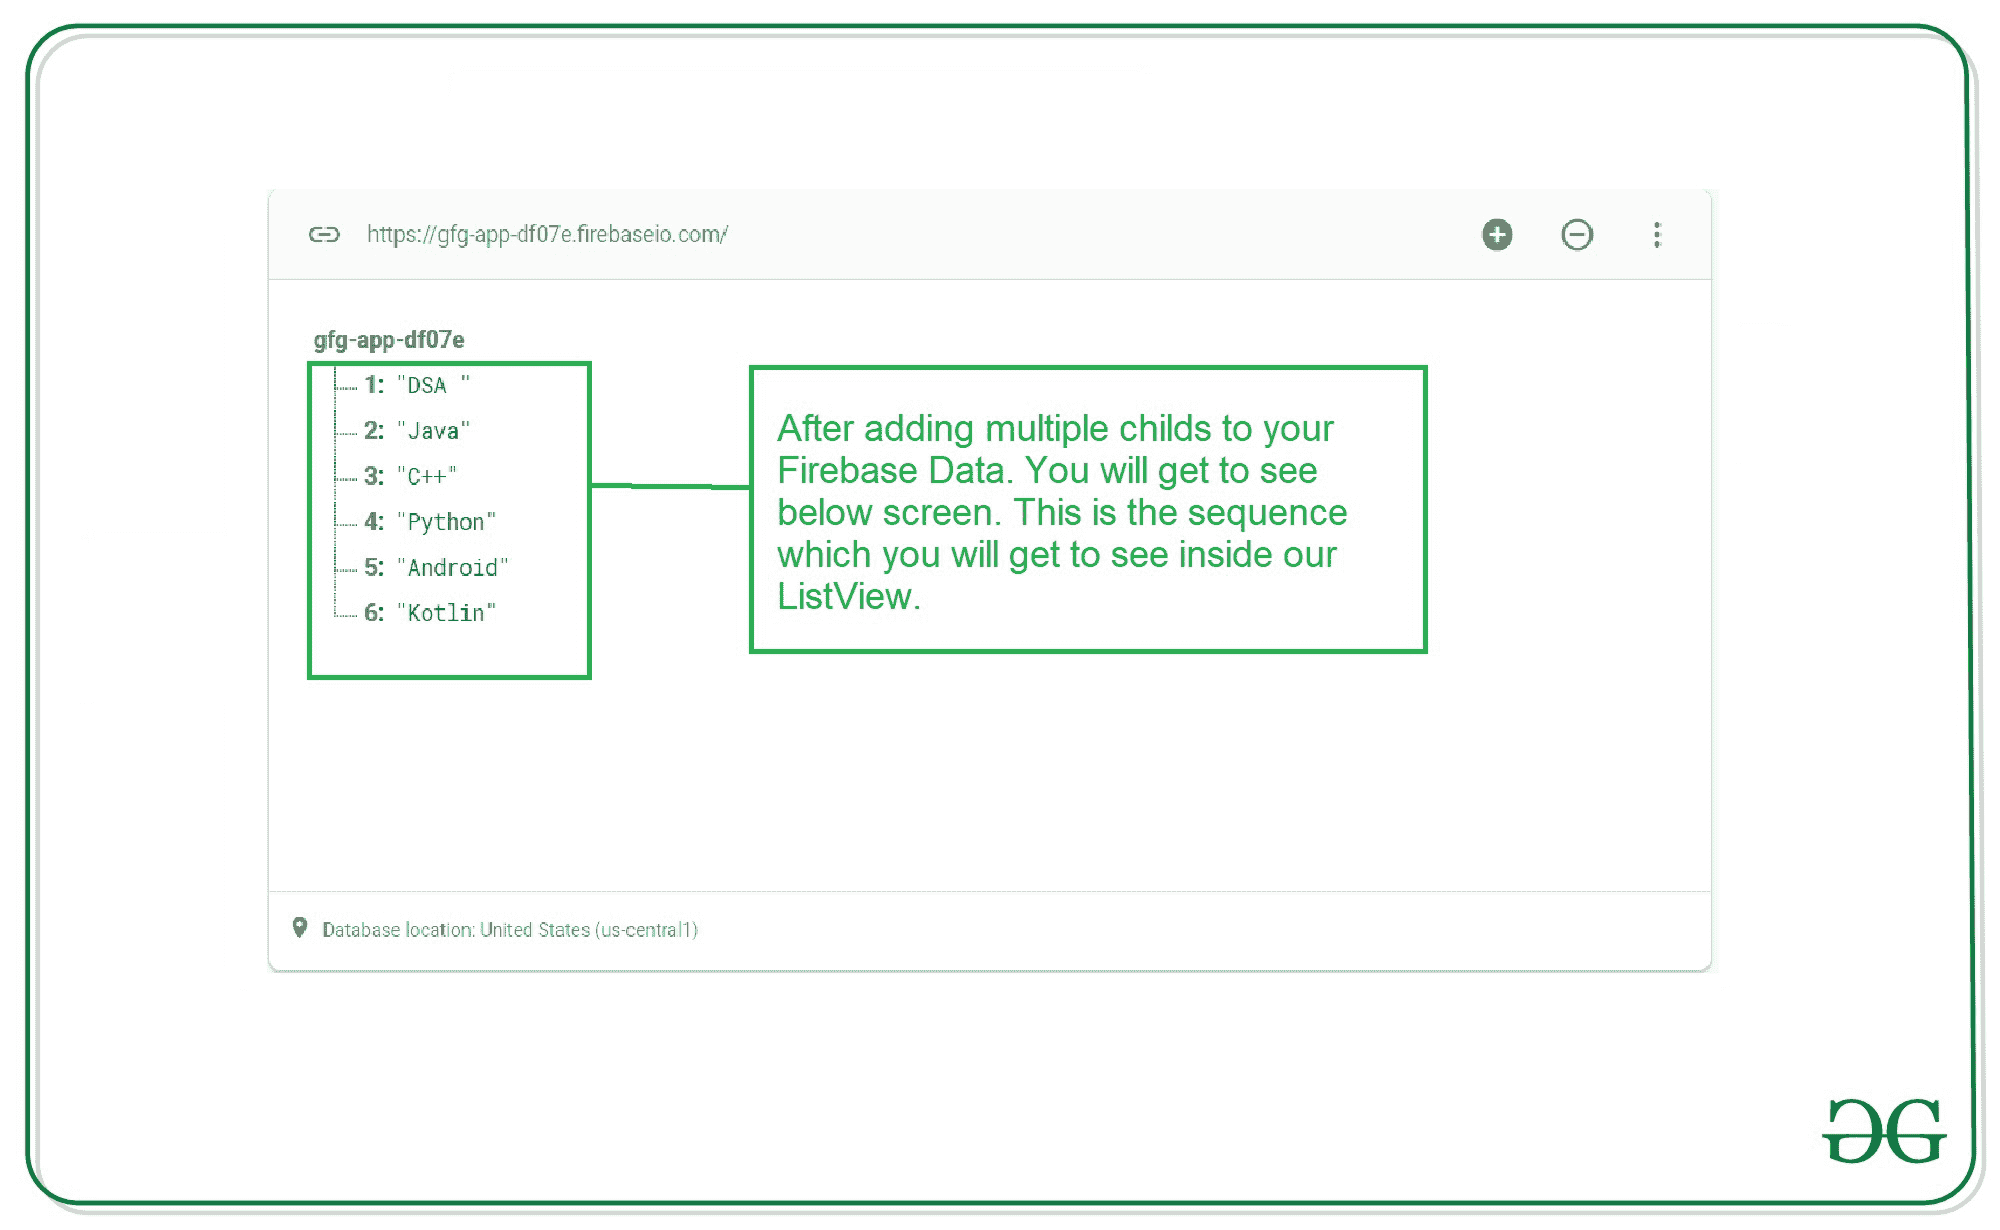 https://gfg-app-df07e.firebaseio.com/
gfg-app-df07e
1: "DSA "
2: "Java"
3: "C++"
4: "Python"
5: "Android"
6: "Kotlin"
After adding multiple childs to your
Firebase Data. You will get to see
below screen. This is the sequence
which you will get to see inside our
ListView.
Database location: United States (us-central1)